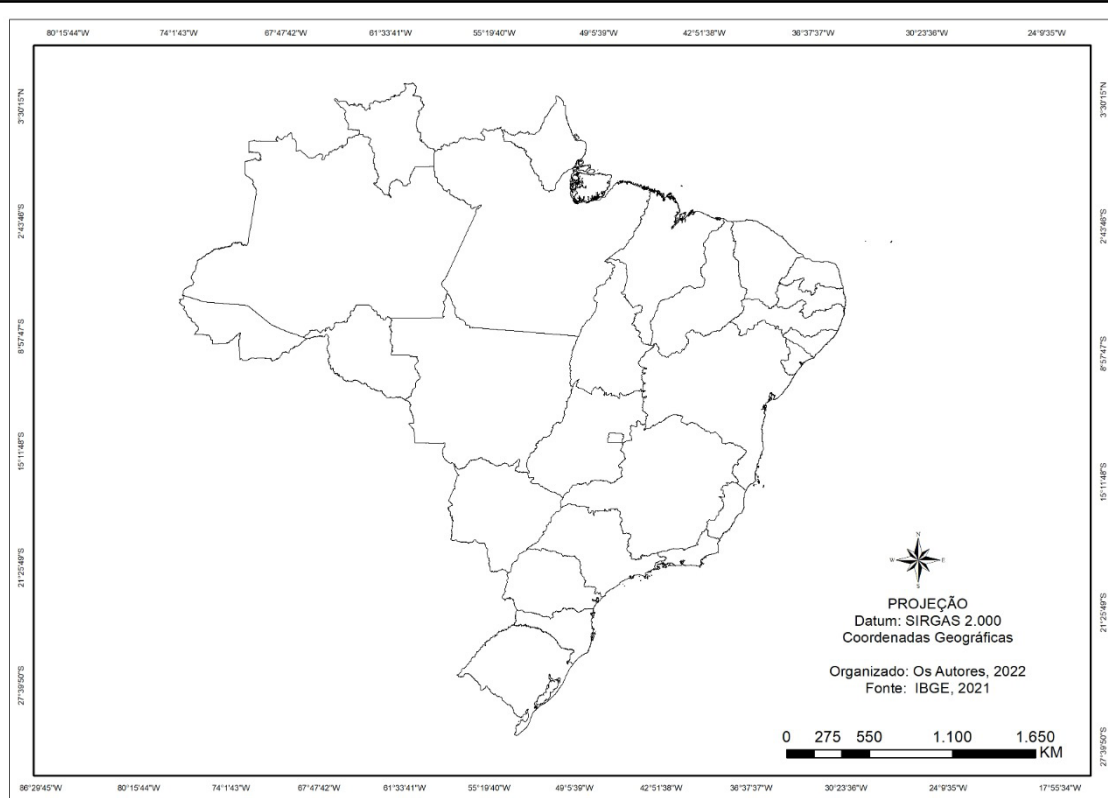 80°15'44"W 74°1'43"W 67°47'42"W 61°33'41"W 55°19'40"W 49°5'39"W 42°51'38"W 36°37'37"W 30°23'36"W 24°9'35"W
3°30'15"N
2°43'46"S
8°57'47"S
15°11'48"S
21°25'49"S
27°39'50"S
3°30'15"N
2°43'46"S
8°57'47"S
15°11'48"S
21°25'49"S
27°39'50"S
N
W E
S
PROJEÇÃO
Datum: SIRGAS 2.000
Coordenadas Geográficas
Organizado: Os Autores, 2022
Fonte: IBGE, 2021
0 275 550 1.100 1.650
KM
86°29'45"W 80°15'44"W 74°1'43"W 67°47'42"W 61°33'41"W 55°19'40"W 49°5'39"W 42°51'38"W 36°37'37"W 30°23'36"W 24°9'35"W 17°55'34"W